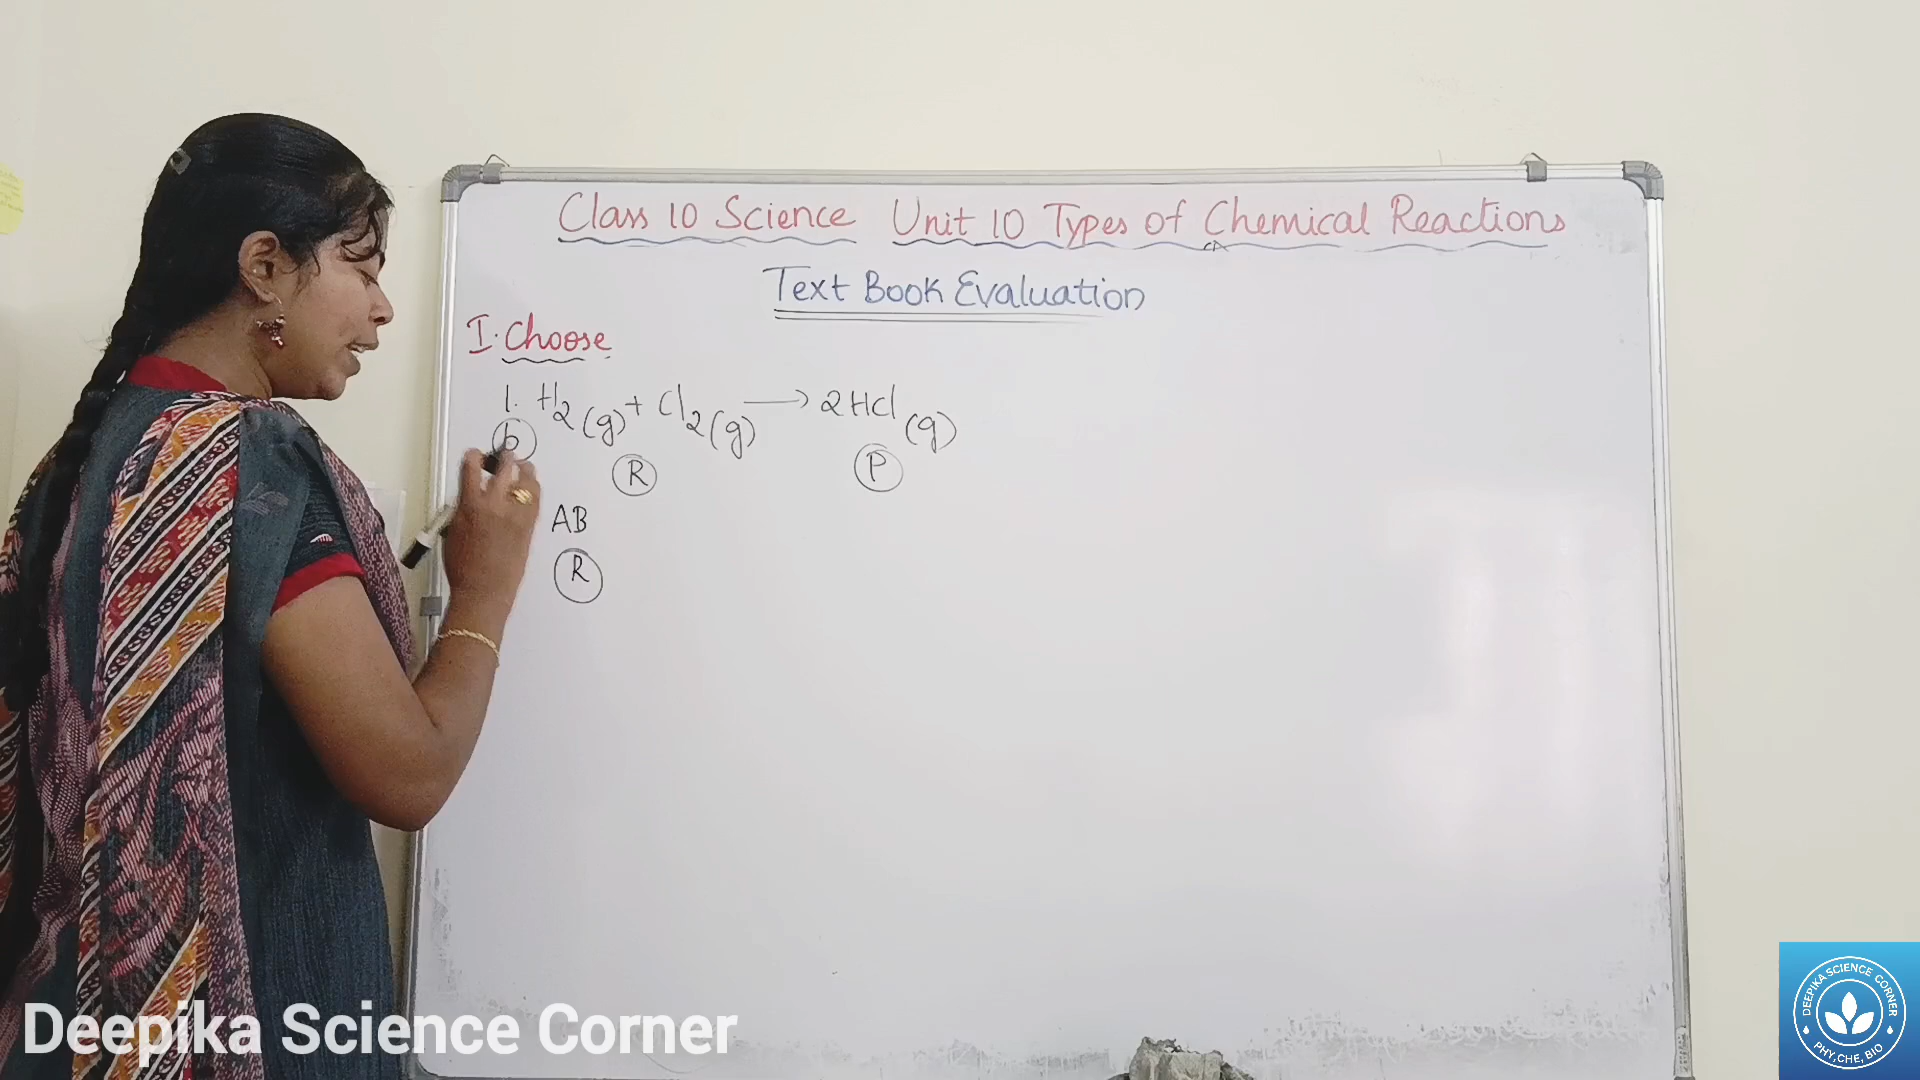 Class 10 Science Unit 10 Types of Chemical Reactions
Text Book Evaluation
I. Choose
1. H2(g) + Cl2(g) → 2HCl(g)
b
R P
AB
R
Deepika Science Corner
DEEPIKA SCIENCE CORNER
PHY, CHE, BIO